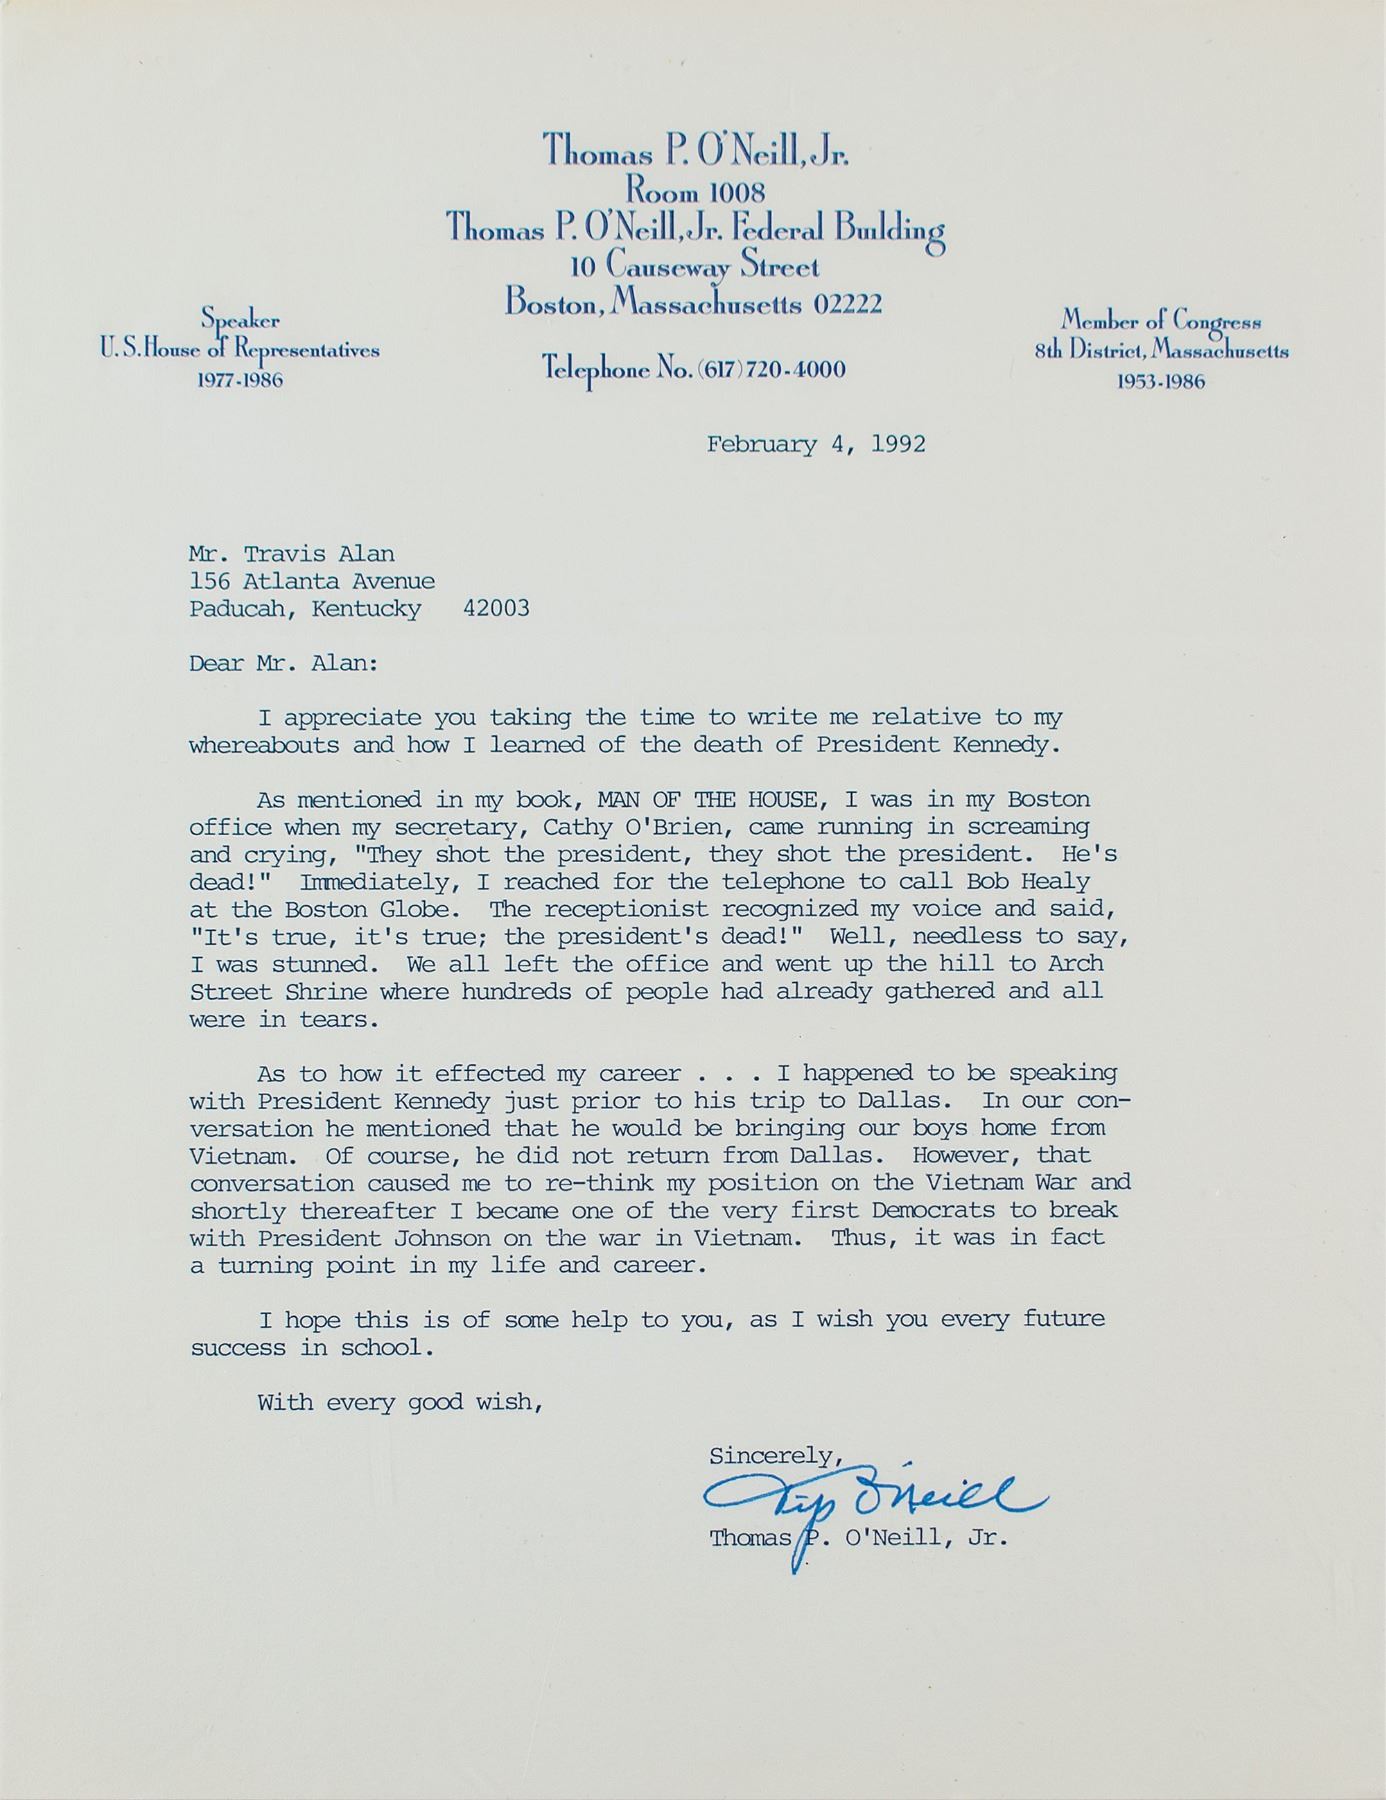 Thomas P. O'Neill, Jr.
Room 1008
Thomas P. O'Neill, Jr. Federal Building
10 Causeway Street
Boston, Massachusetts 02222
Telephone No. (617) 720-4000
Speaker
U.S. House of Representatives
1977-1986
Member of Congress
8th District, Massachusetts
1953-1986
February 4, 1992
Mr. Travis Alan
156 Atlanta Avenue
Paducah, Kentucky 42003
Dear Mr. Alan:
I appreciate you taking the time to write me relative to my
whereabouts and how I learned of the death of President Kennedy.
As mentioned in my book, MAN OF THE HOUSE, I was in my Boston
office when my secretary, Cathy O'Brien, came running in screaming
and crying, "They shot the president, they shot the president. He's
dead!" Immediately, I reached for the telephone to call Bob Healy
at the Boston Globe. The receptionist recognized my voice and said,
"It's true, it's true; the president's dead!" Well, needless to say,
I was stunned. We all left the office and went up the hill to Arch
Street Shrine where hundreds of people had already gathered and all
were in tears.
As to how it effected my career . . . I happened to be speaking
with President Kennedy just prior to his trip to Dallas. In our con-
versation he mentioned that he would be bringing our boys home from
Vietnam. Of course, he did not return from Dallas. However, that
conversation caused me to re-think my position on the Vietnam War and
shortly thereafter I became one of the very first Democrats to break
with President Johnson on the war in Vietnam. Thus, it was in fact
a turning point in my life and career.
I hope this is of some help to you, as I wish you every future
success in school.
With every good wish,
Sincerely,
Tip O'Neill
Thomas P. O'Neill, Jr.